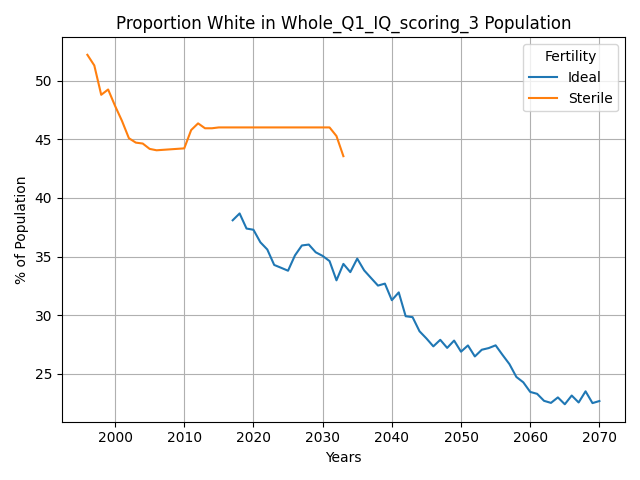 Proportion White in Whole_Q1_IQ_scoring_3 Population
Fertility
Ideal
Sterile
% of Population
50
45
40
35
30
25
2000
2010
2020
2030
2040
2050
2060
2070
Years